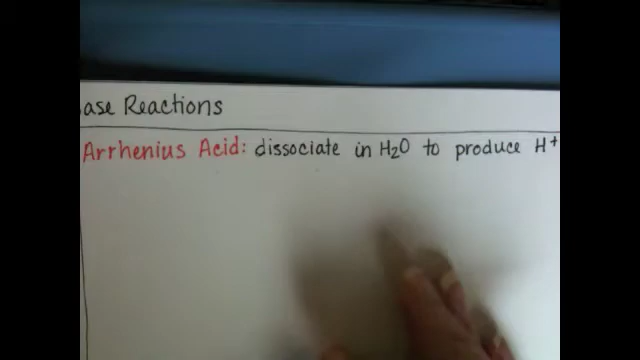 ase Reactions
Arrhenius Acid: dissociate in H₂O to produce H⁺